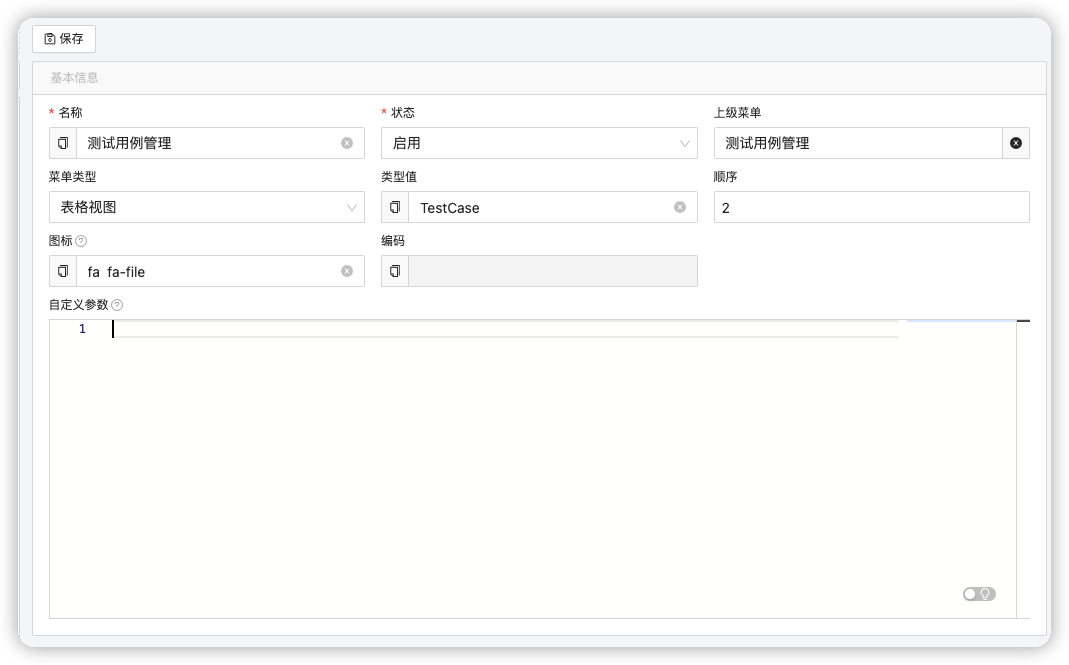 保存
基本信息
* 名称
* 状态
上级菜单
测试用例管理
启用
测试用例管理
菜单类型
类型值
顺序
表格视图
TestCase
2
图标
编码
fa fa-file
自定义参数
1